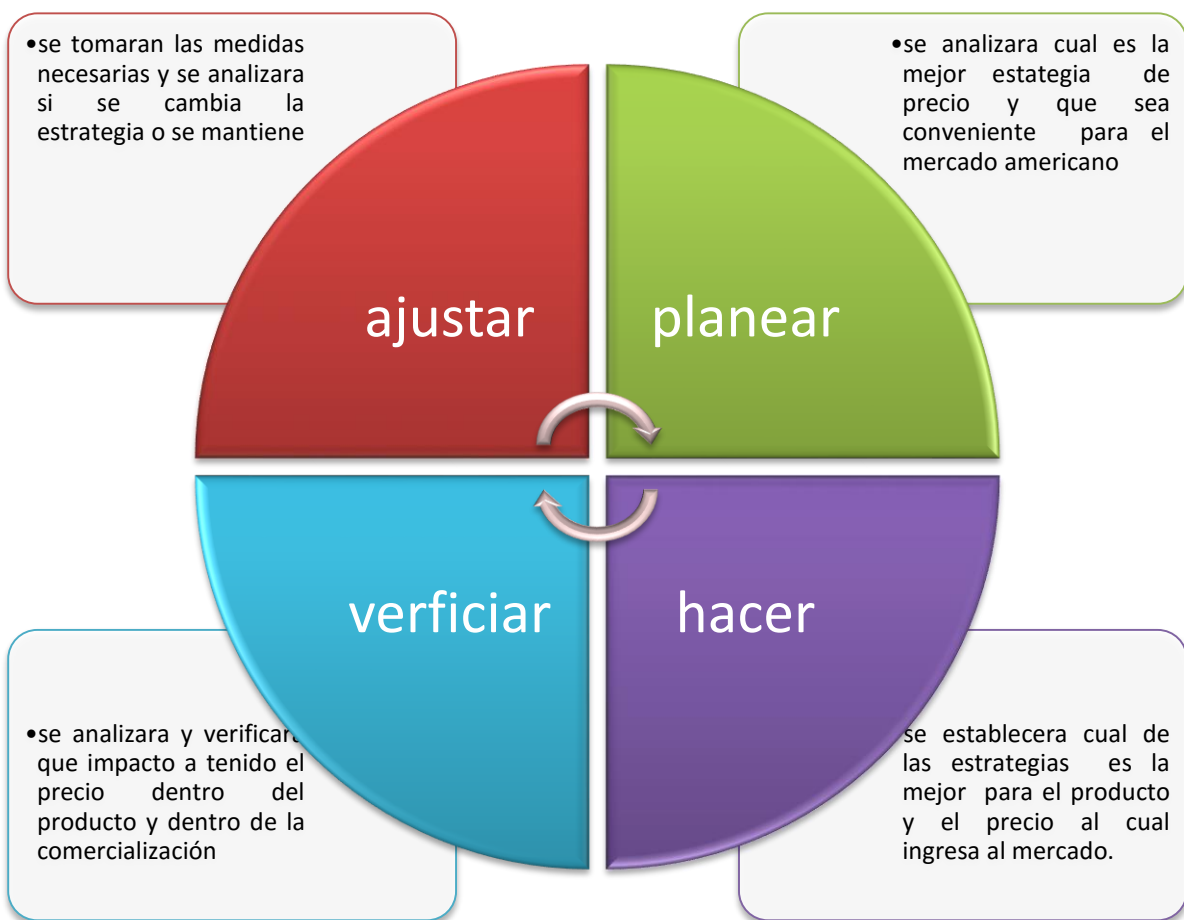 •se tomaran las medidas
necesarias y se analizara
si se cambia la
estrategia o se mantiene
•se analizara cual es la
mejor estategia de
precio y que sea
conveniente para el
mercado americano
ajustar
planear
verficiar
hacer
•se analizara y verificara
que impacto a tenido el
precio dentro del
producto y dentro de la
comercialización
se establecera cual de
las estrategias es la
mejor para el producto
y el precio al cual
ingresa al mercado.